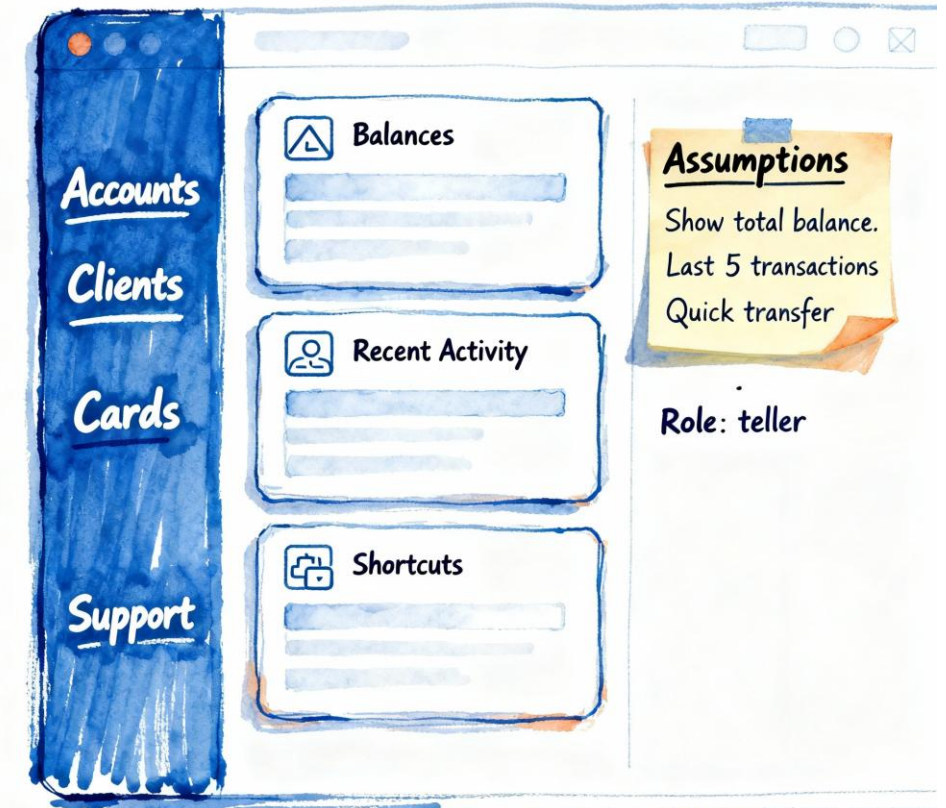 Accounts
Clients
Cards
Support
Balances
Recent Activity
Shortcuts
Assumptions
Show total balance.
Last 5 transactions
Quick transfer
Role: teller